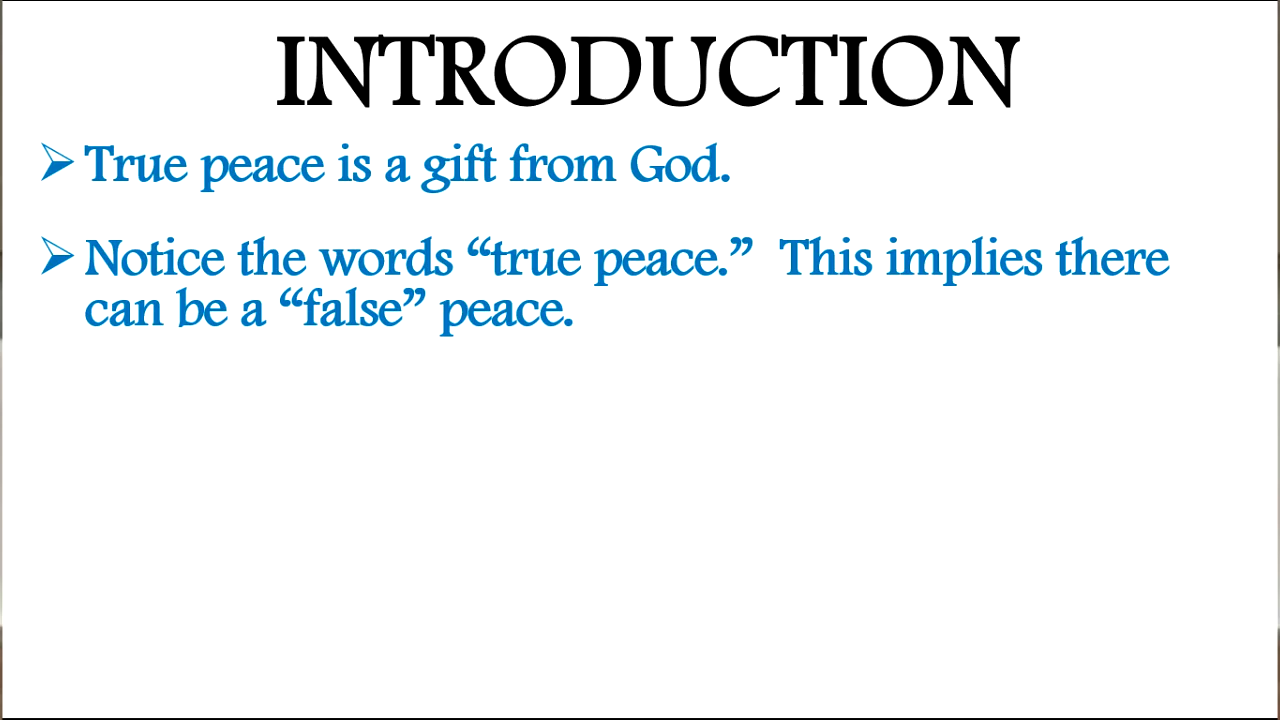 INTRODUCTION
➢ True peace is a gift from God.
➢ Notice the words “true peace.”  This implies there
can be a “false” peace.